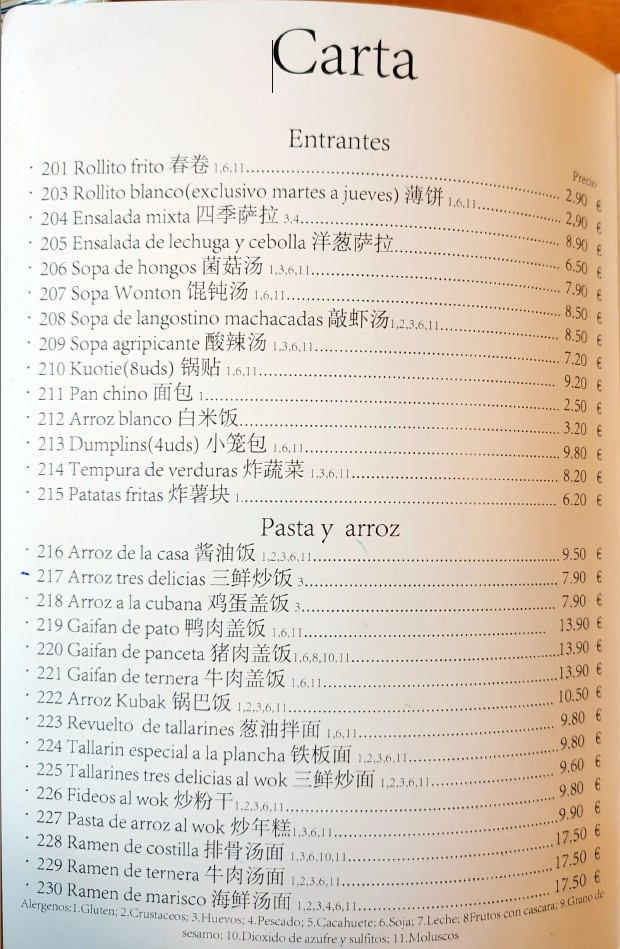 Carta
Entrantes
Precio
· 201 Rollito frito 春卷 1,6,11 2.90 €
· 203 Rollito blanco(exclusivo martes a jueves) 薄饼 1,6,11 2,90 €
· 204 Ensalada mixta 四季萨拉 3,4 8.90 €
· 205 Ensalada de lechuga y cebolla 洋葱萨拉 6.50 €
· 206 Sopa de hongos 菌菇汤 1,3,6,11 7.90 €
· 207 Sopa Wonton 馄饨汤 1,6,11 8.50 €
· 208 Sopa de langostino machacadas 敲虾汤1,2,3,6,11 8.50 €
· 209 Sopa agripicante 酸辣汤 1,3,6,11 7.20 €
· 210 Kuotie(8uds) 锅贴 1,6,11 9.20 €
· 211 Pan chino 面包 1 2.50 €
· 212 Arroz blanco 白米饭 3.20 €
· 213 Dumplins(4uds) 小笼包 1,6,11 9.80 €
· 214 Tempura de verduras 炸蔬菜 1,3,6,11 8.20 €
· 215 Patatas fritas 炸薯块 1 6.20 €
Pasta y arroz
· 216 Arroz de la casa 酱油饭 1,2,3,6,11 9.50 €
· 217 Arroz tres delicias 三鲜炒饭 3 7.90 €
· 218 Arroz a la cubana 鸡蛋盖饭 3 7.90 €
· 219 Gaifan de pato 鸭肉盖饭 1,6,11 13.90 €
· 220 Gaifan de panceta 猪肉盖饭1,6,8,10,11 13.90 €
· 221 Gaifan de ternera 牛肉盖饭 1,6,11 13.90 €
· 222 Arroz Kubak 锅巴饭 1,2,3,6,11 10.50 €
· 223 Revuelto de tallarines 葱油拌面 1,6,11 9.80 €
· 224 Tallarin especial a la plancha 铁板面 1,2,3,6,11 9.80 €
· 225 Tallarines tres delicias al wok 三鲜炒面 1,2,3,6,11 9.60 €
· 226 Fideos al wok 炒粉干1,2,3,6,11 9.80 €
· 227 Pasta de arroz al wok 炒年糕1,3,6,11 9.90 €
· 228 Ramen de costilla 排骨汤面 1,3,6,10,11 17.50 €
· 229 Ramen de ternera 牛肉汤面 1,2,3,6,11 17.50 €
· 230 Ramen de marisco 海鲜汤面 1,2,3,4,6,11 17.50 €
Alergenos:1.Gluten; 2.Crustaceos; 3.Huevos; 4.Pescado; 5.Cacahuete; 6.Soja; 7.Leche; 8Frutos con cascara; 9.Grano de
sesamo; 10.Dioxido de azufre y sulfitos; 11.Moluscos